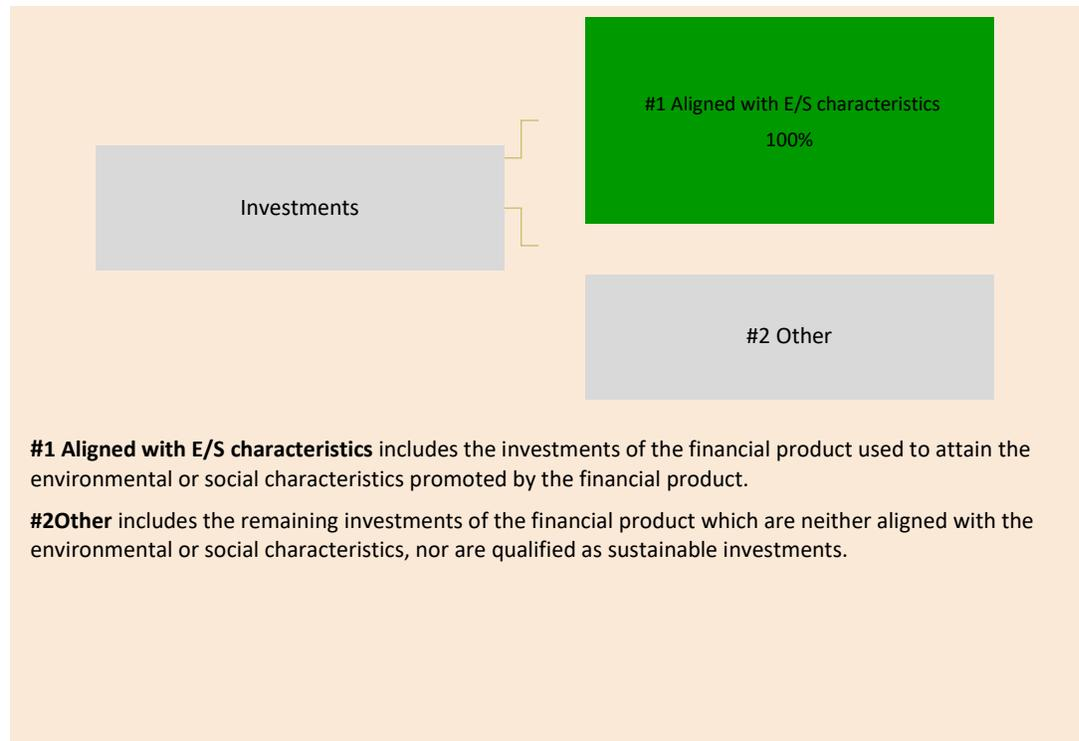 #1 Aligned with E/S characteristics
100%
Investments
#2 Other
#1 Aligned with E/S characteristics includes the investments of the financial product used to attain the
environmental or social characteristics promoted by the financial product.
#2Other includes the remaining investments of the financial product which are neither aligned with the
environmental or social characteristics, nor are qualified as sustainable investments.